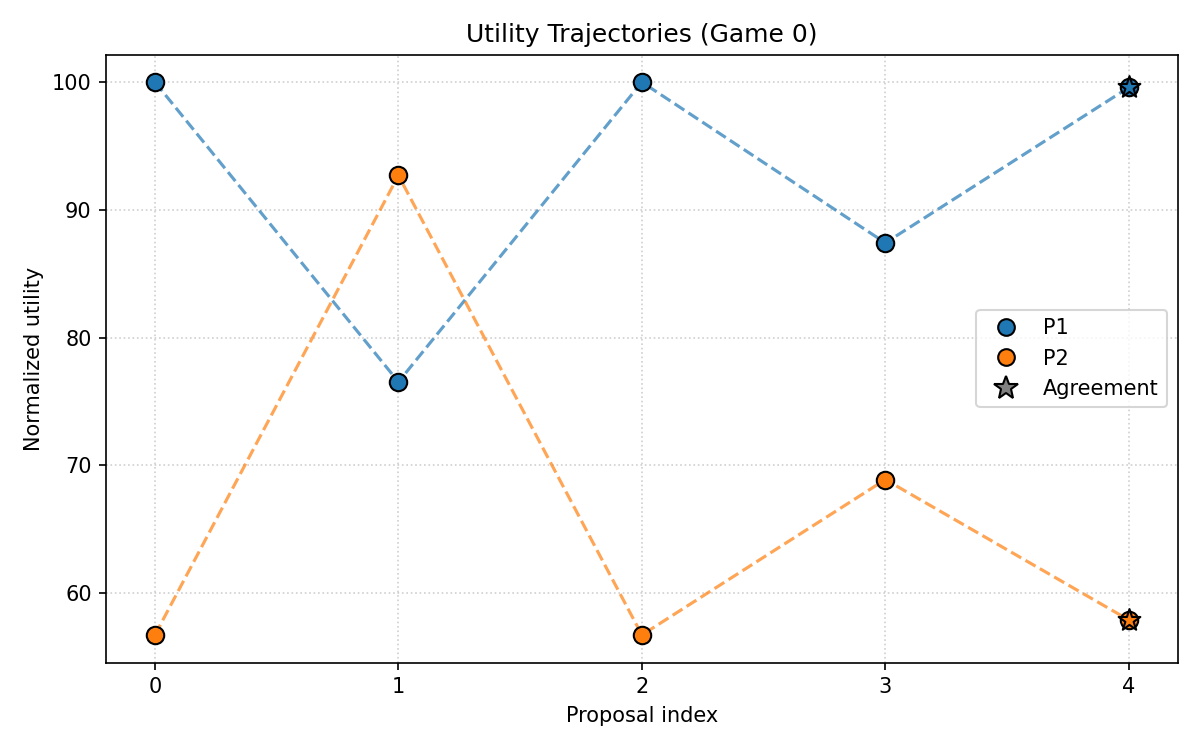 Utility Trajectories (Game 0)
Normalized utility
100
90
80
70
60
P1
P2
Agreement
0 1 2 3 4
Proposal index